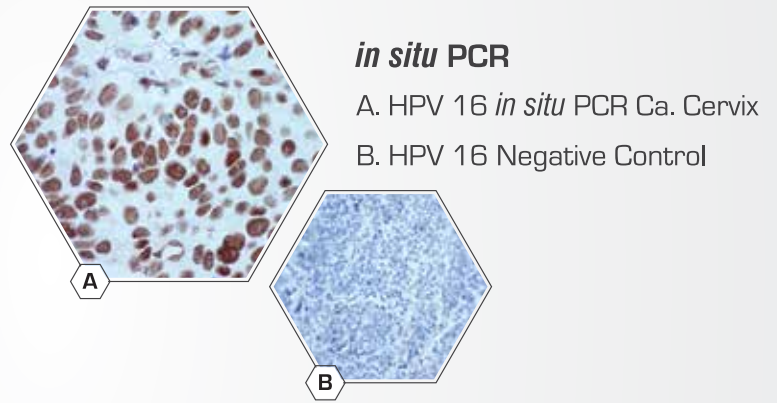 in situ PCR
A. HPV 16 in situ PCR Ca. Cervix
B. HPV 16 Negative Control
A
B